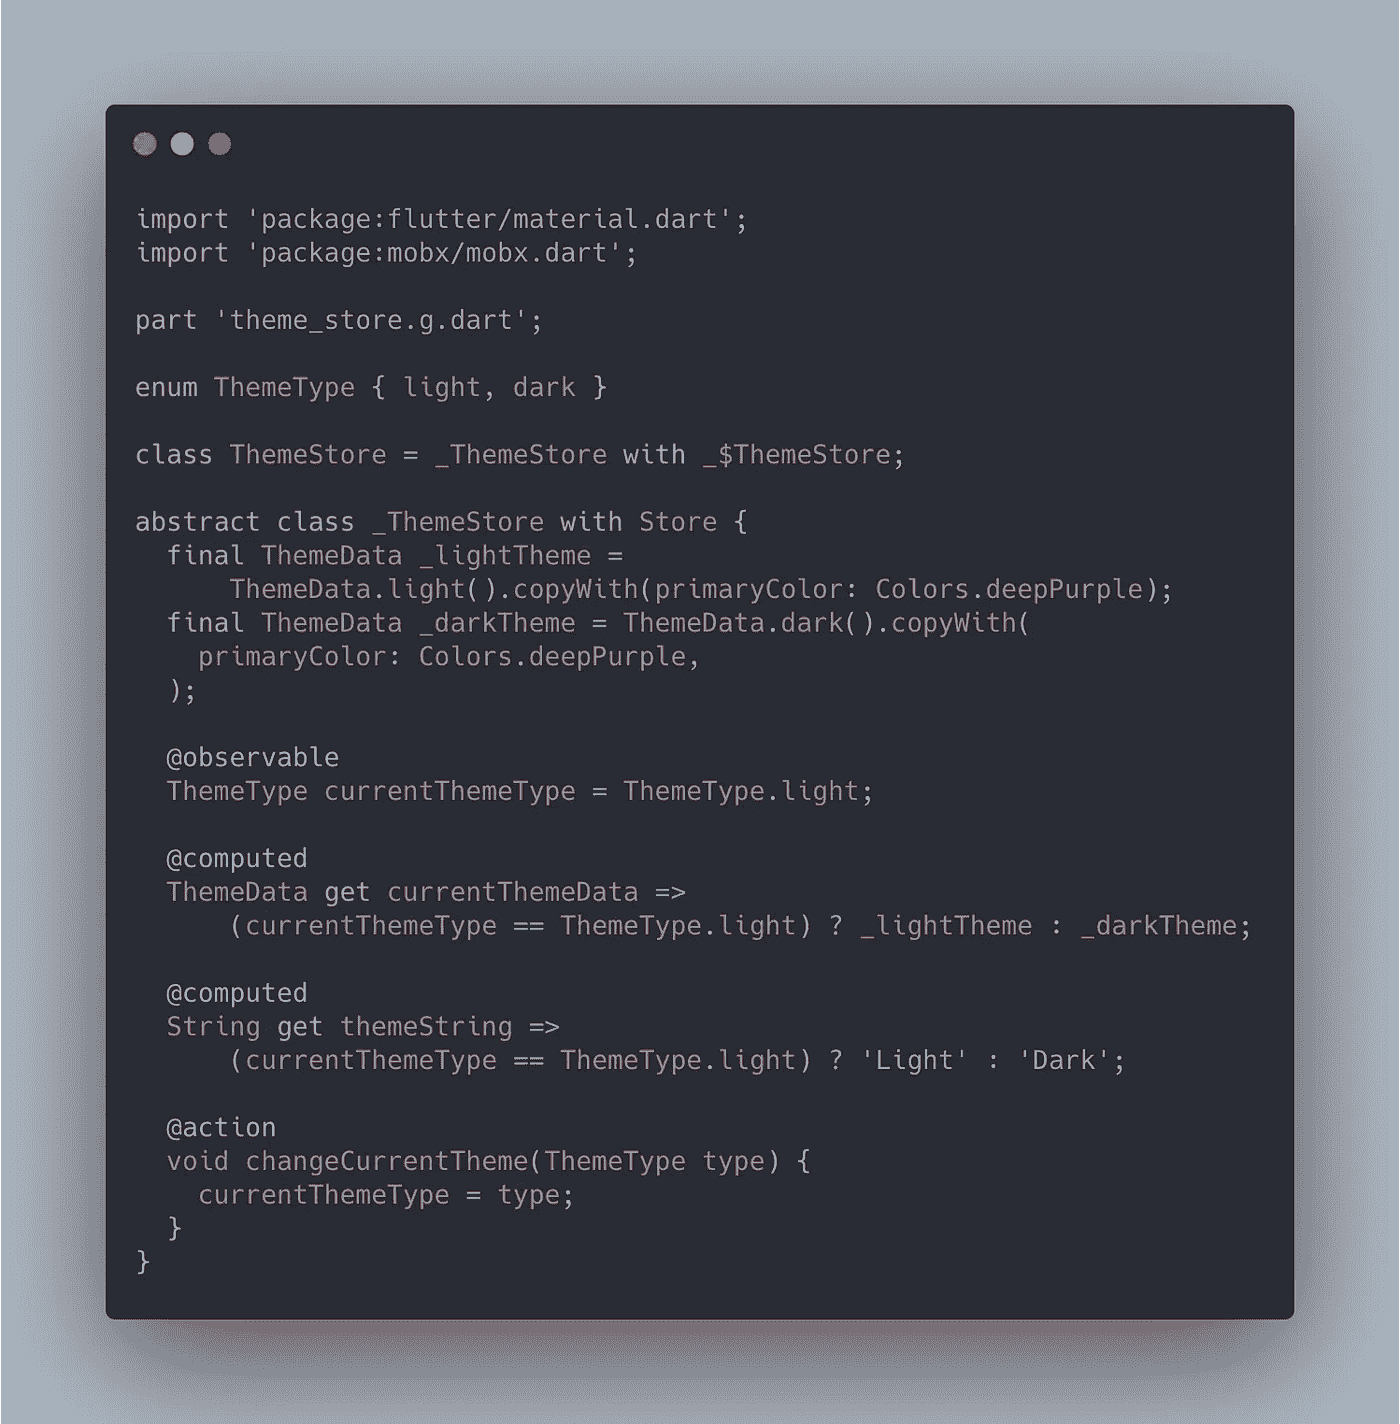 import 'package:flutter/material.dart';
import 'package:mobx/mobx.dart';

part 'theme_store.g.dart';

enum ThemeType { light, dark }

class ThemeStore = _ThemeStore with _$ThemeStore;

abstract class _ThemeStore with Store {
  final ThemeData _lightTheme =
      ThemeData.light().copyWith(primaryColor: Colors.deepPurple);
  final ThemeData _darkTheme = ThemeData.dark().copyWith(
    primaryColor: Colors.deepPurple,
  );

  @observable
  ThemeType currentThemeType = ThemeType.light;

  @computed
  ThemeData get currentThemeData =>
      (currentThemeType == ThemeType.light) ? _lightTheme : _darkTheme;

  @computed
  String get themeString =>
      (currentThemeType == ThemeType.light) ? 'Light' : 'Dark';

  @action
  void changeCurrentTheme(ThemeType type) {
    currentThemeType = type;
  }
}